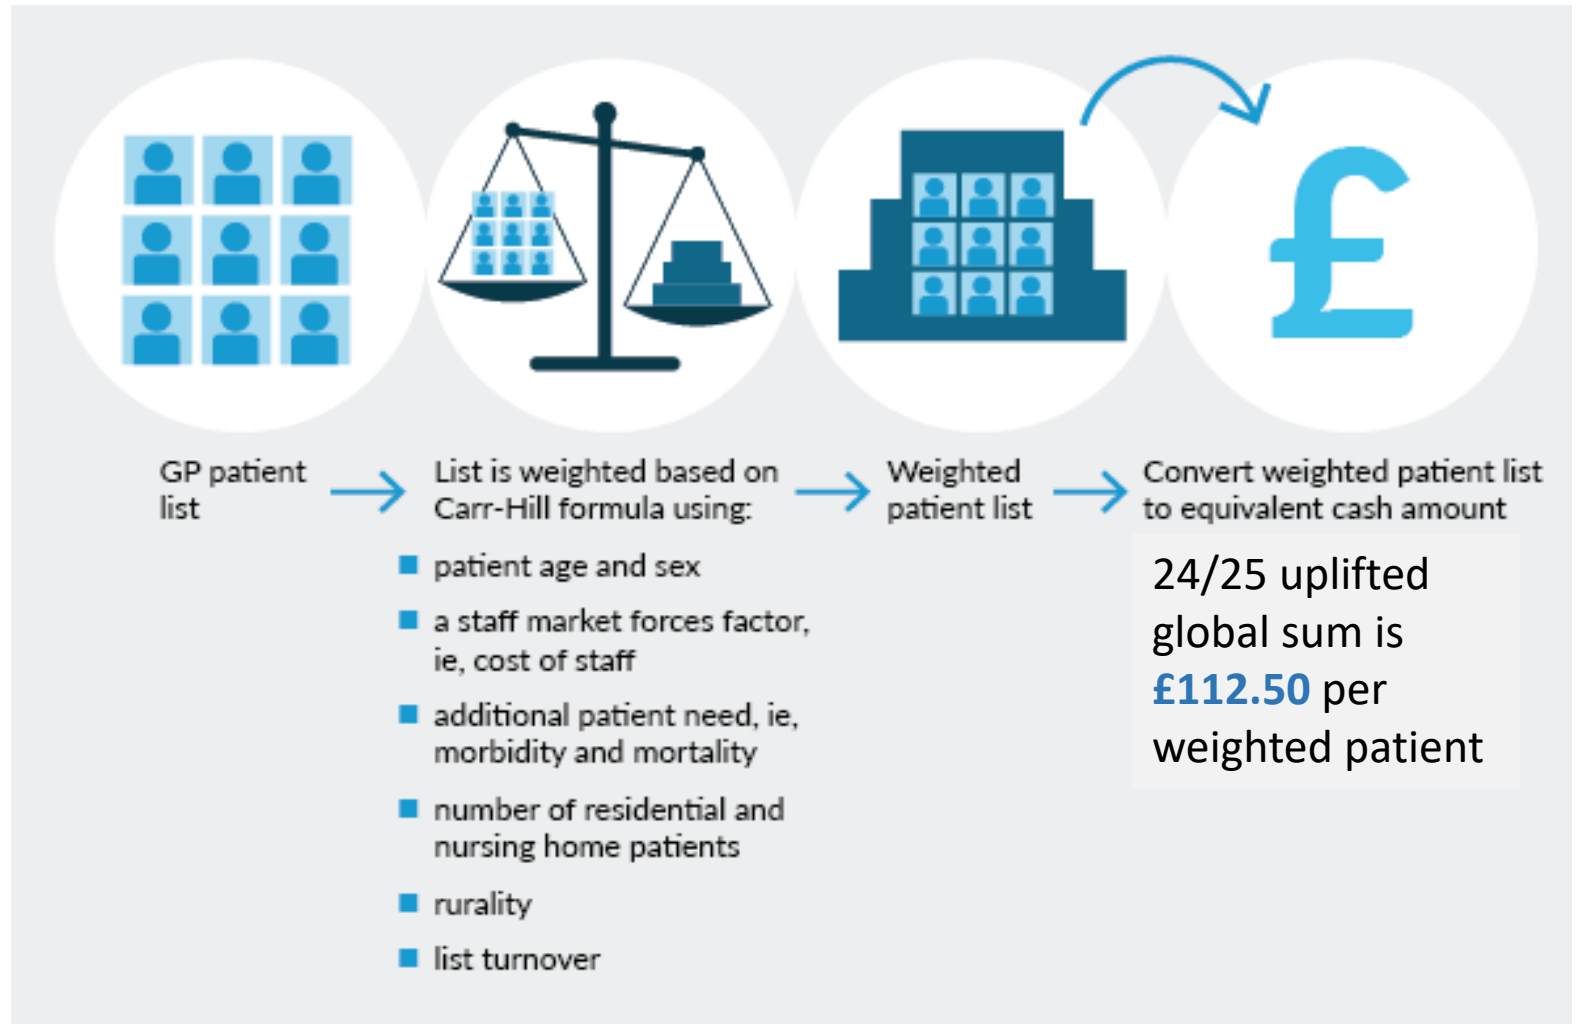 GP patient
list
List is weighted based on
Carr-Hill formula using:
patient age and sex
a staff market forces factor,
ie, cost of staff
additional patient need, ie,
morbidity and mortality
number of residential and
nursing home patients
rurality
list turnover
Weighted
patient list
Convert weighted patient list
to equivalent cash amount
24/25 uplifted
global sum is
£112.50 per
weighted patient
£